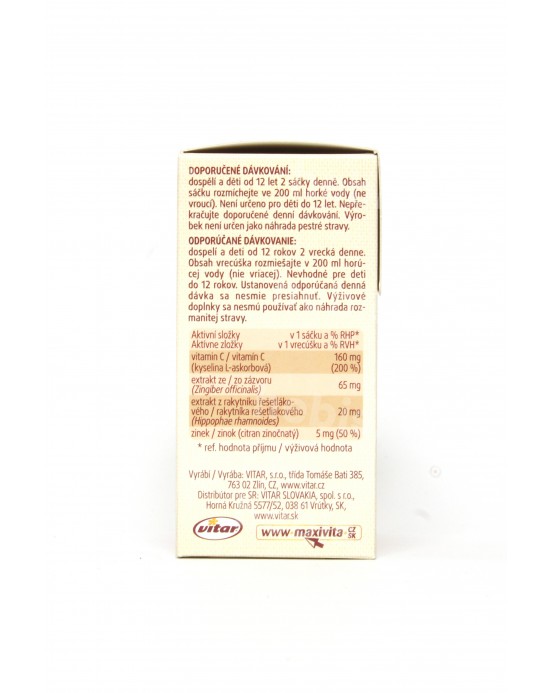 DOPORUČENÉ DÁVKOVÁNÍ:
dospělí a děti od 12 let 2 sáčky denně. Obsah
sáčku rozmíchejte ve 200 ml horké vody (ne
vroucí). Není určeno pro děti do 12 let. Nepře-
kračujte doporučené denní dávkování. Výro-
bek není určen jako náhrada pestré stravy.
ODPORÚČANÉ DÁVKOVANIE:
dospelí a deti od 12 rokov 2 vrecká denne.
Obsah vrecúška rozmiešajte v 200 ml horú-
cej vody (nie vriacej). Nevhodné pre deti
do 12 rokov. Ustanovená odporúčaná denná
dávka sa nesmie presiahnuť. Výživové
doplnky sa nesmú používať ako náhrada roz-
manitej stravy.
Aktivní složky v 1 sáčku a % RHP*
Aktívne zložky v 1 vrecúšku a % RVH*
vitamin C / vitamín C 160 mg
(kyselina L-askorbová) (200 %)
extrakt ze / zo zázvoru 65 mg
(Zingiber officinalis)
extrakt z rakytníku řešetláko-
vého / rakytníka rešetliakového 20 mg
(Hippophae rhamnoides)
zinek / zinok (citran zinočnatý) 5 mg (50 %)
* ref. hodnota příjmu / výživová hodnota
Vyrábí / Vyrába: VITAR, s.r.o., třída Tomáše Bati 385,
763 02 Zlín, CZ, www.vitar.cz
Distribútor pre SR: VITAR SLOVAKIA, spol. s r.o.,
Horná Kružná 5577/52, 038 61 Vrútky, SK,
www.vitar.sk
vitar
www.maxivita.CZ
SK